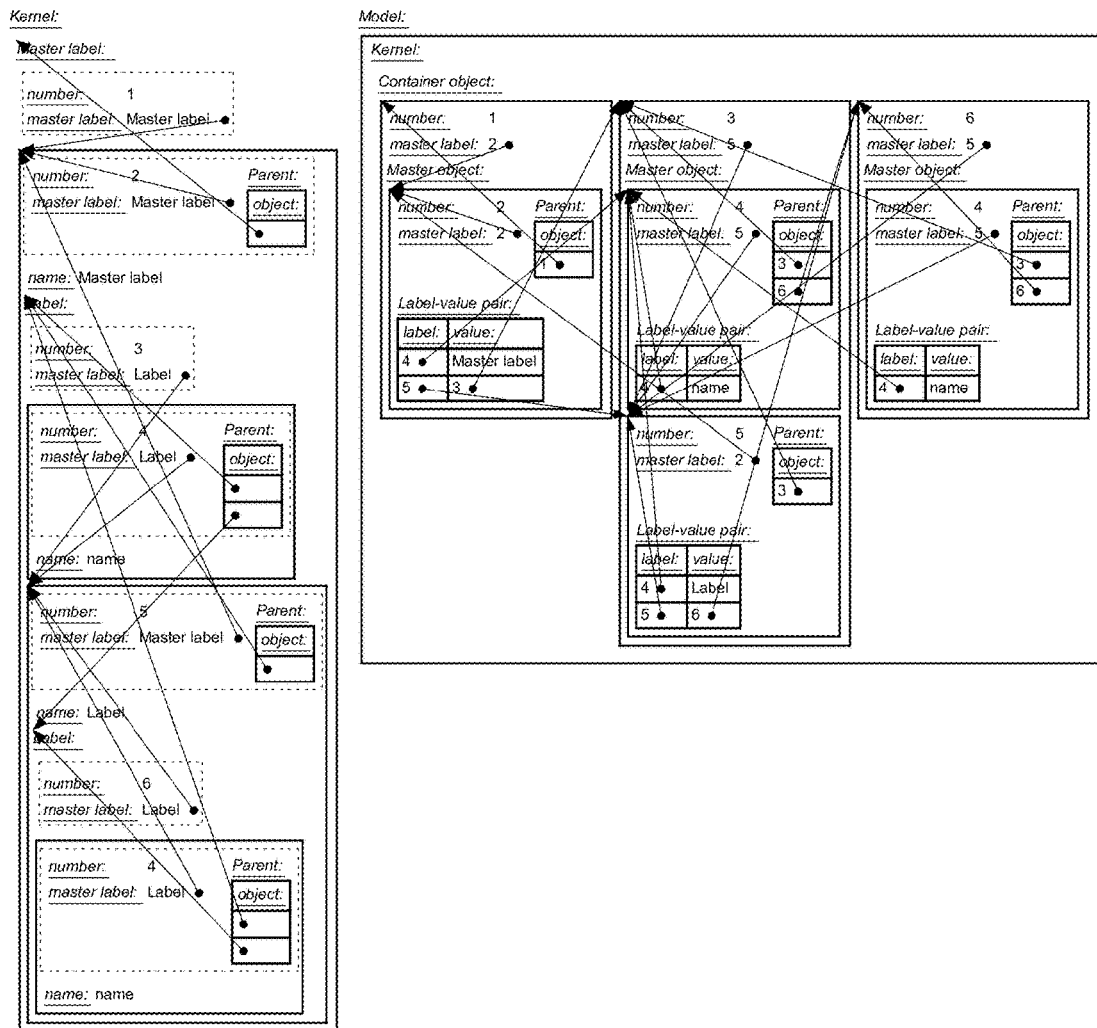 Kernel:
Master label:
number: 1
master label: Master label
number: 2 Parent:
master label: Master label object:
name: Master label
Label:
number: 3
master label: Label
number: 4 Parent:
master label: Label object:
name: name
number: 5 Parent:
master label: Master label object:
name: Label
Label:
number: 6
master label: Label
number: 4 Parent:
master label: Label object:
name: name
Model:
Kernel:
Container object:
number: 1
master label: 2
Master object:
number: 2 Parent:
master label: 2 object:
1
Label-value pair:
label: value:
4 Master label
5 3
number: 3
master label: 5
Master object:
number: 4 Parent:
master label: 5 object:
3
6
Label-value pair:
label: value:
4 name
number: 5 Parent:
master label: 2 object:
3
Label-value pair:
label: value:
4 Label
5 6
number: 6
master label: 5
Master object:
number: 4 Parent:
master label: 5 object:
3
6
Label-value pair:
label: value:
4 name